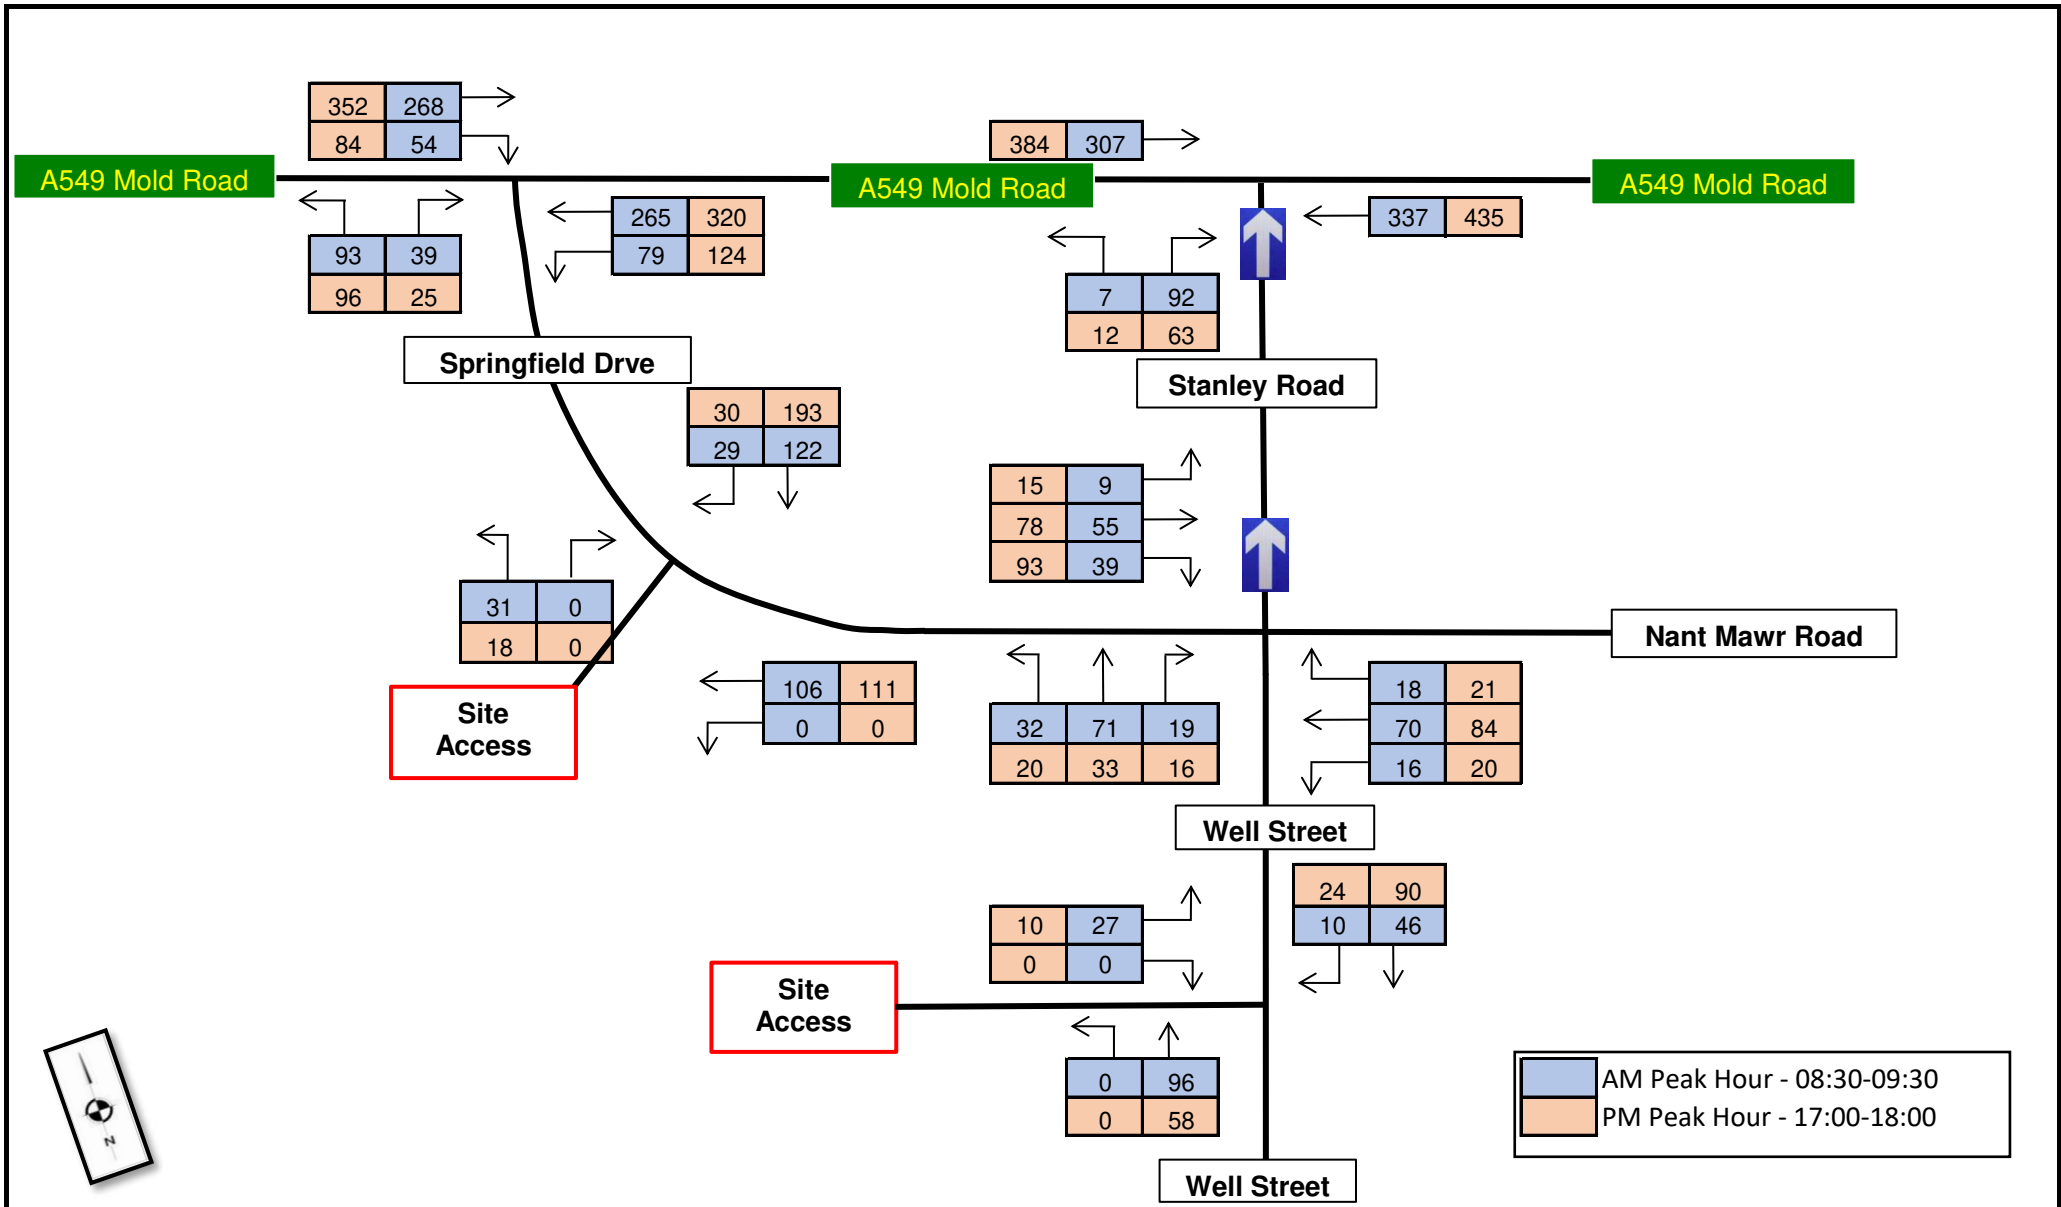 352 268
84 54
384 307
A549 Mold Road
A549 Mold Road
A549 Mold Road
265 320
79 124
337 435
93 39
96 25
7 92
12 63
Springfield Drve
Stanley Road
30 193
29 122
15 9
78 55
93 39
31 0
18 0
Nant Mawr Road
106 111
0 0
32 71 19
20 33 16
18 21
70 84
16 20
Site
Access
Well Street
24 90
10 46
10 27
0 0
Site
Access
0 96
0 58
AM Peak Hour - 08:30-09:30
PM Peak Hour - 17:00-18:00
N
Well Street